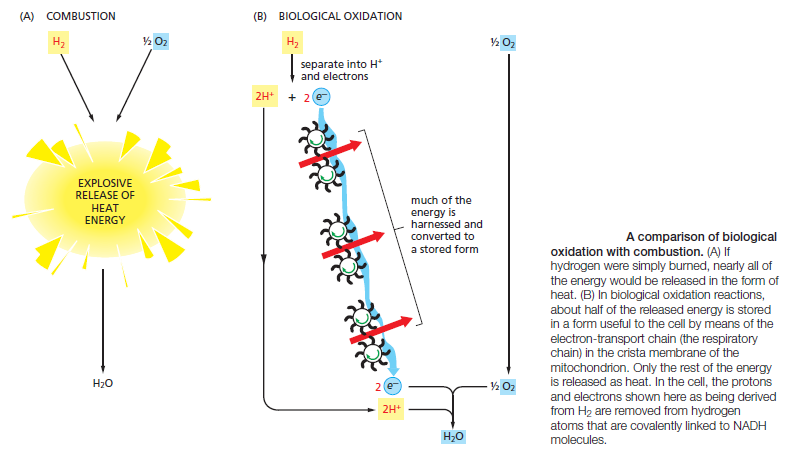 (A) COMBUSTION
H₂
½ O₂
EXPLOSIVE
RELEASE OF
HEAT
ENERGY
H₂O
(B) BIOLOGICAL OXIDATION
H₂
½ O₂
separate into H⁺
and electrons
2H⁺ + 2 e⁻
much of the
energy is
harnessed and
converted to
a stored form
2 e⁻
½ O₂
2H⁺
H₂O
A comparison of biological
oxidation with combustion. (A) If
hydrogen were simply burned, nearly all of
the energy would be released in the form of
heat. (B) In biological oxidation reactions,
about half of the released energy is stored
in a form useful to the cell by means of the
electron-transport chain (the respiratory
chain) in the crista membrane of the
mitochondrion. Only the rest of the energy
is released as heat. In the cell, the protons
and electrons shown here as being derived
from H₂ are removed from hydrogen
atoms that are covalently linked to NADH
molecules.